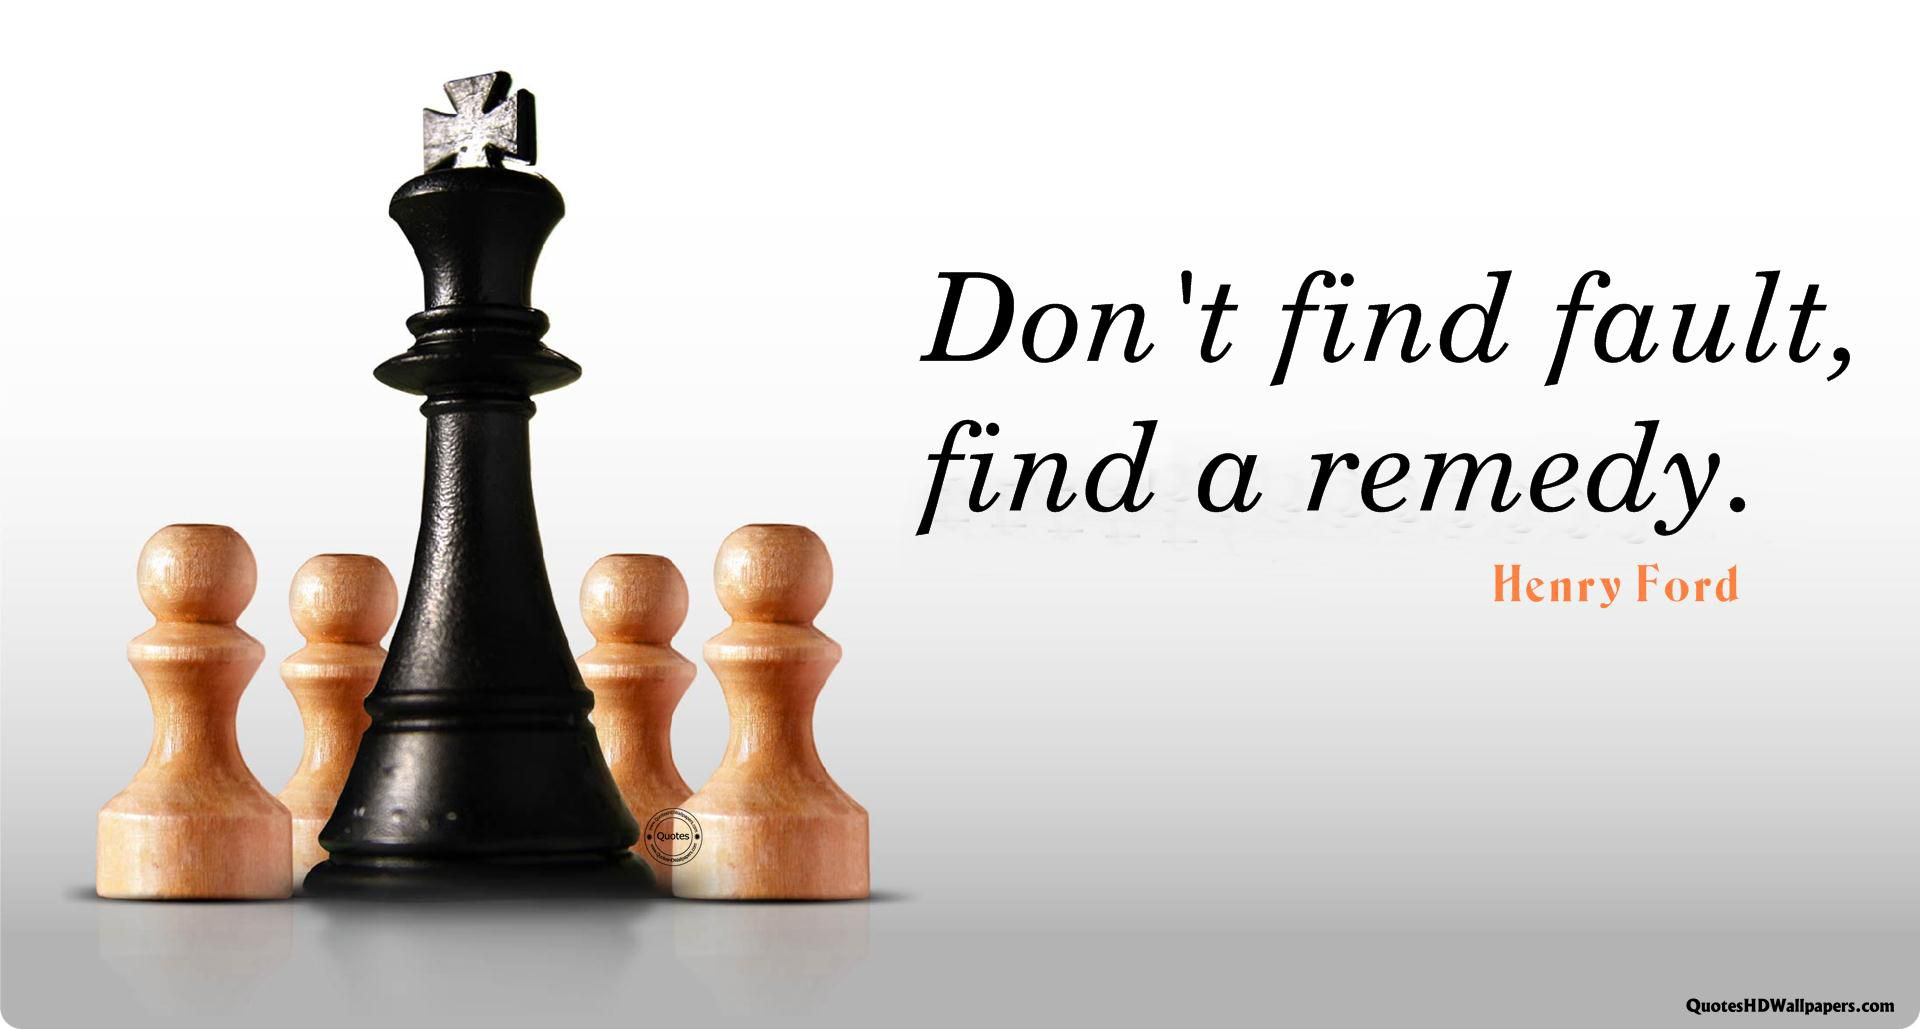 Don't find fault,
find a remedy.
Henry Ford
Quotes
QuotesHDWallpapers.com